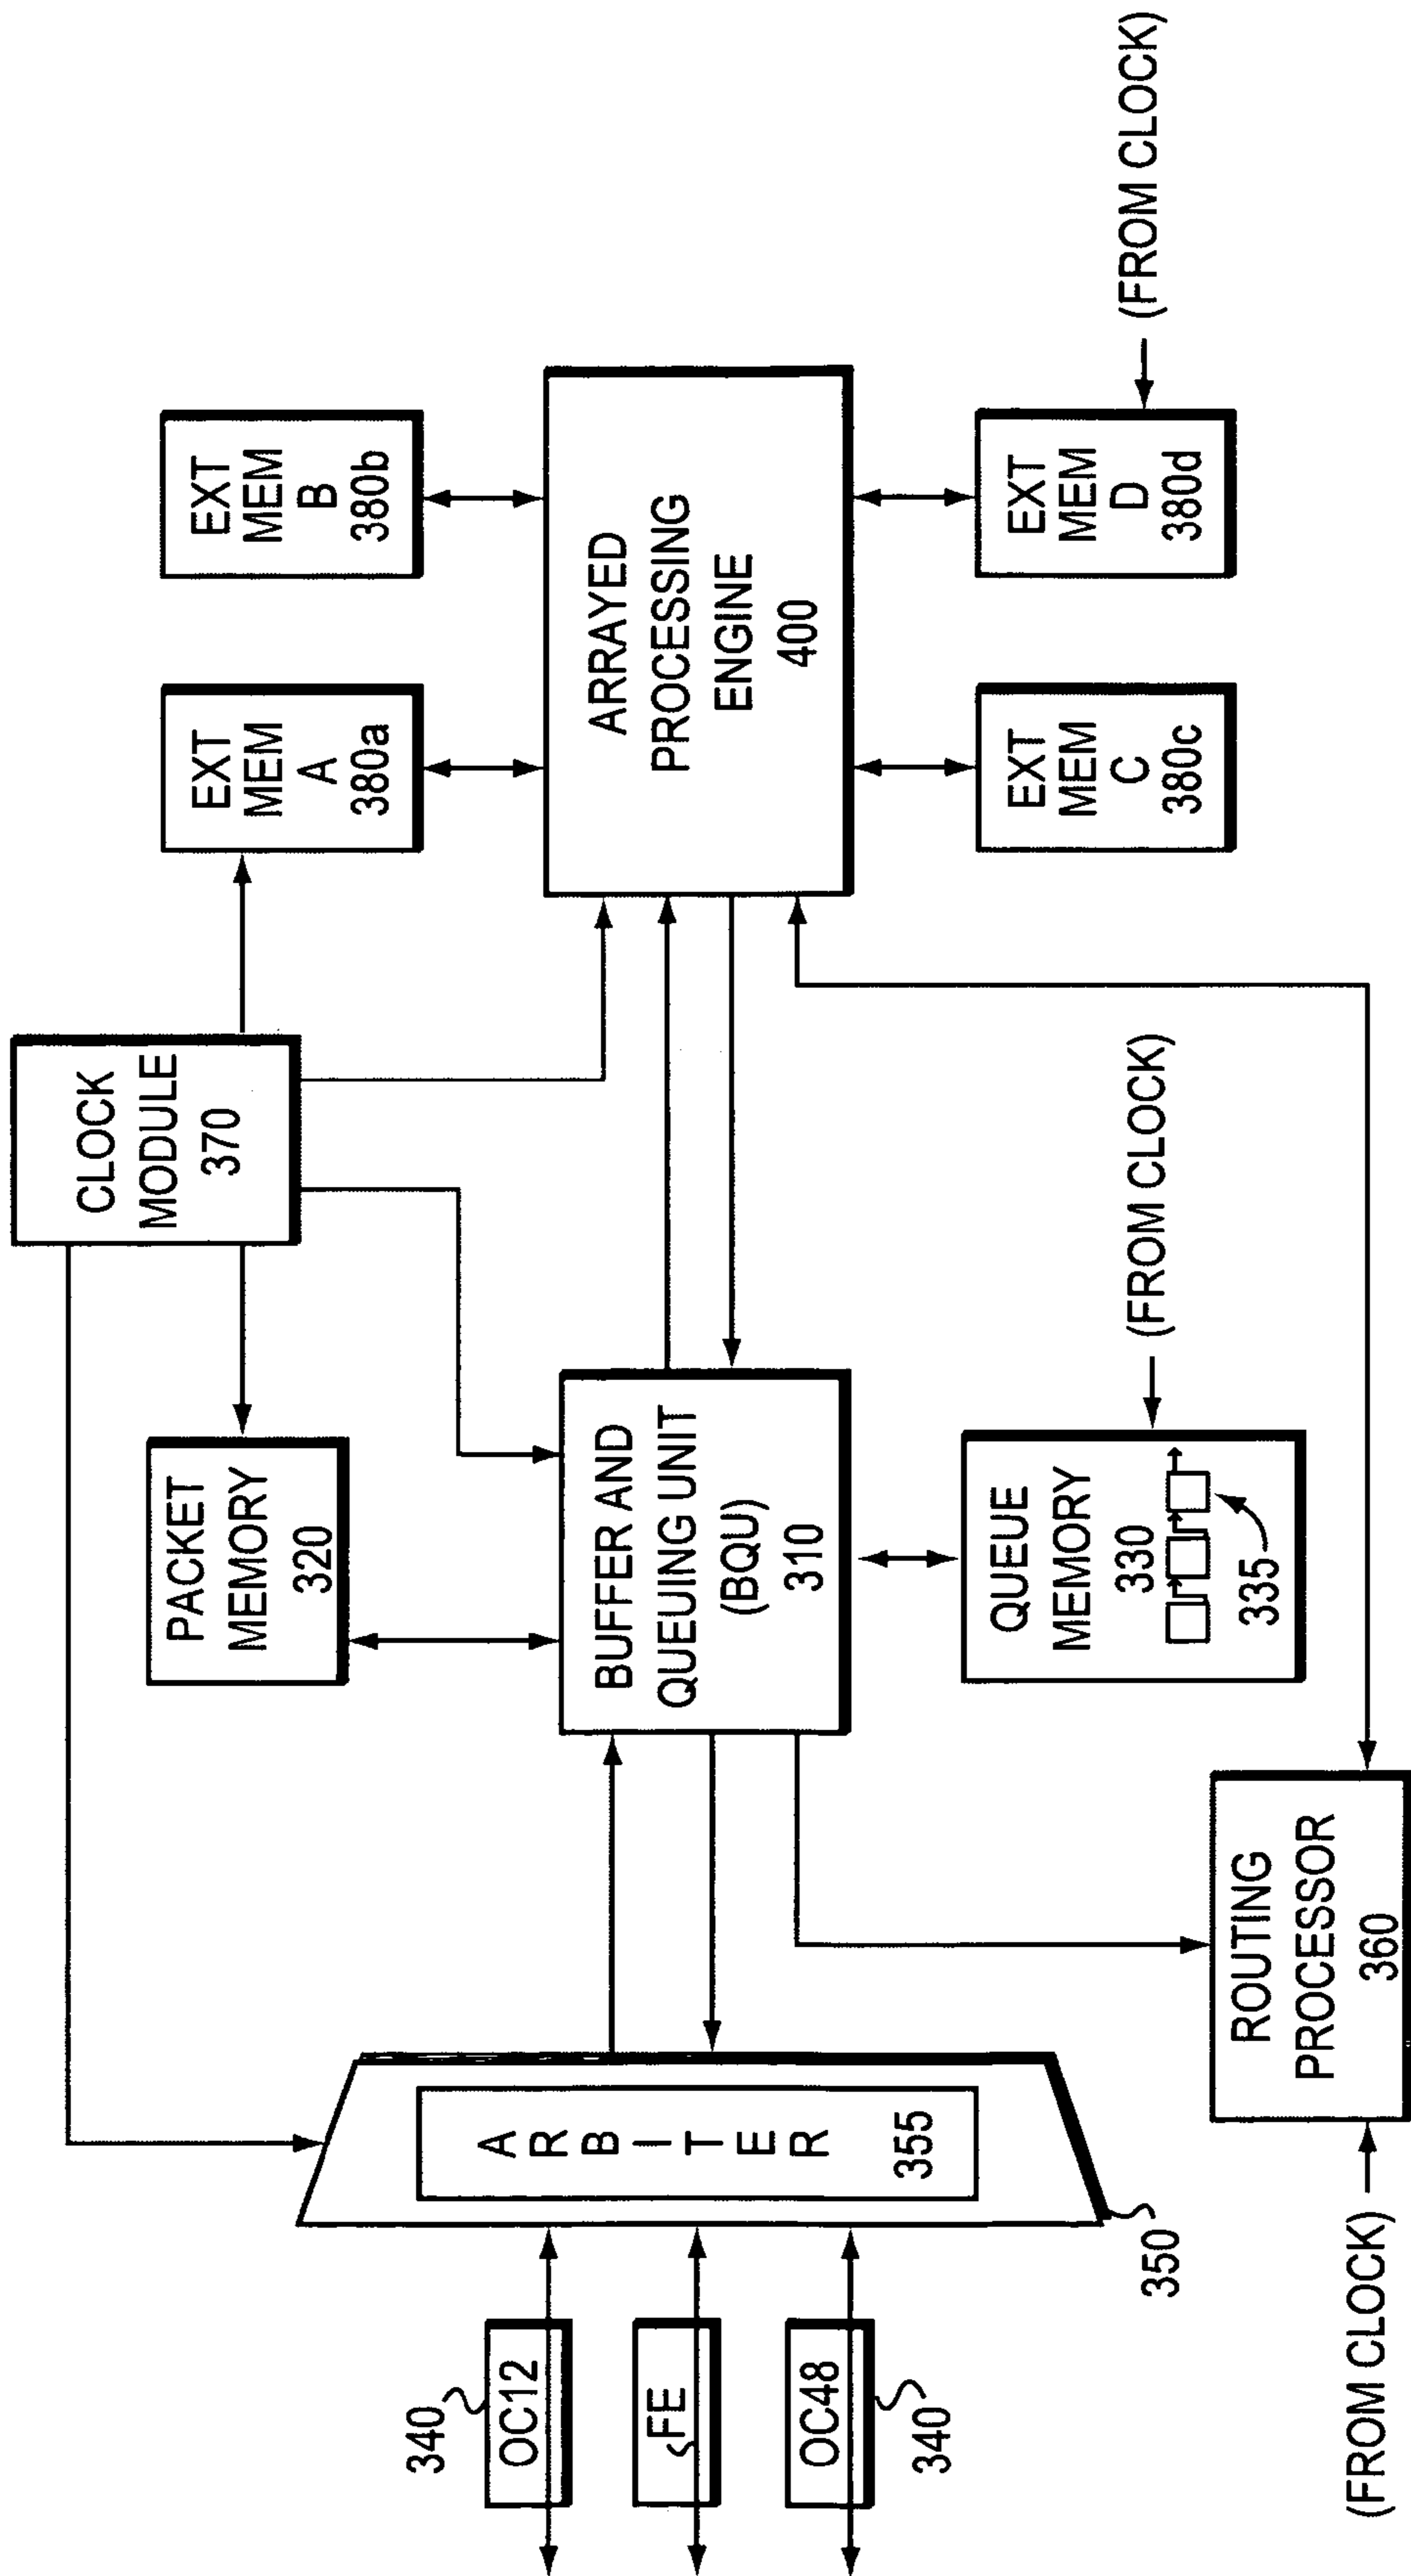 CLOCK
MODULE
370
PACKET
MEMORY
320
EXT
MEM
A
380a
EXT
MEM
B
380b
340
OC12
FE
OC48
340
ARBITER
355
350
BUFFER AND
QUEUING UNIT
(BQU)
310
ARRAYED
PROCESSING
ENGINE
400
QUEUE
MEMORY
330
335
(FROM CLOCK)
EXT
MEM
C
380c
EXT
MEM
D
380d
(FROM CLOCK)
ROUTING
PROCESSOR
360
(FROM CLOCK)